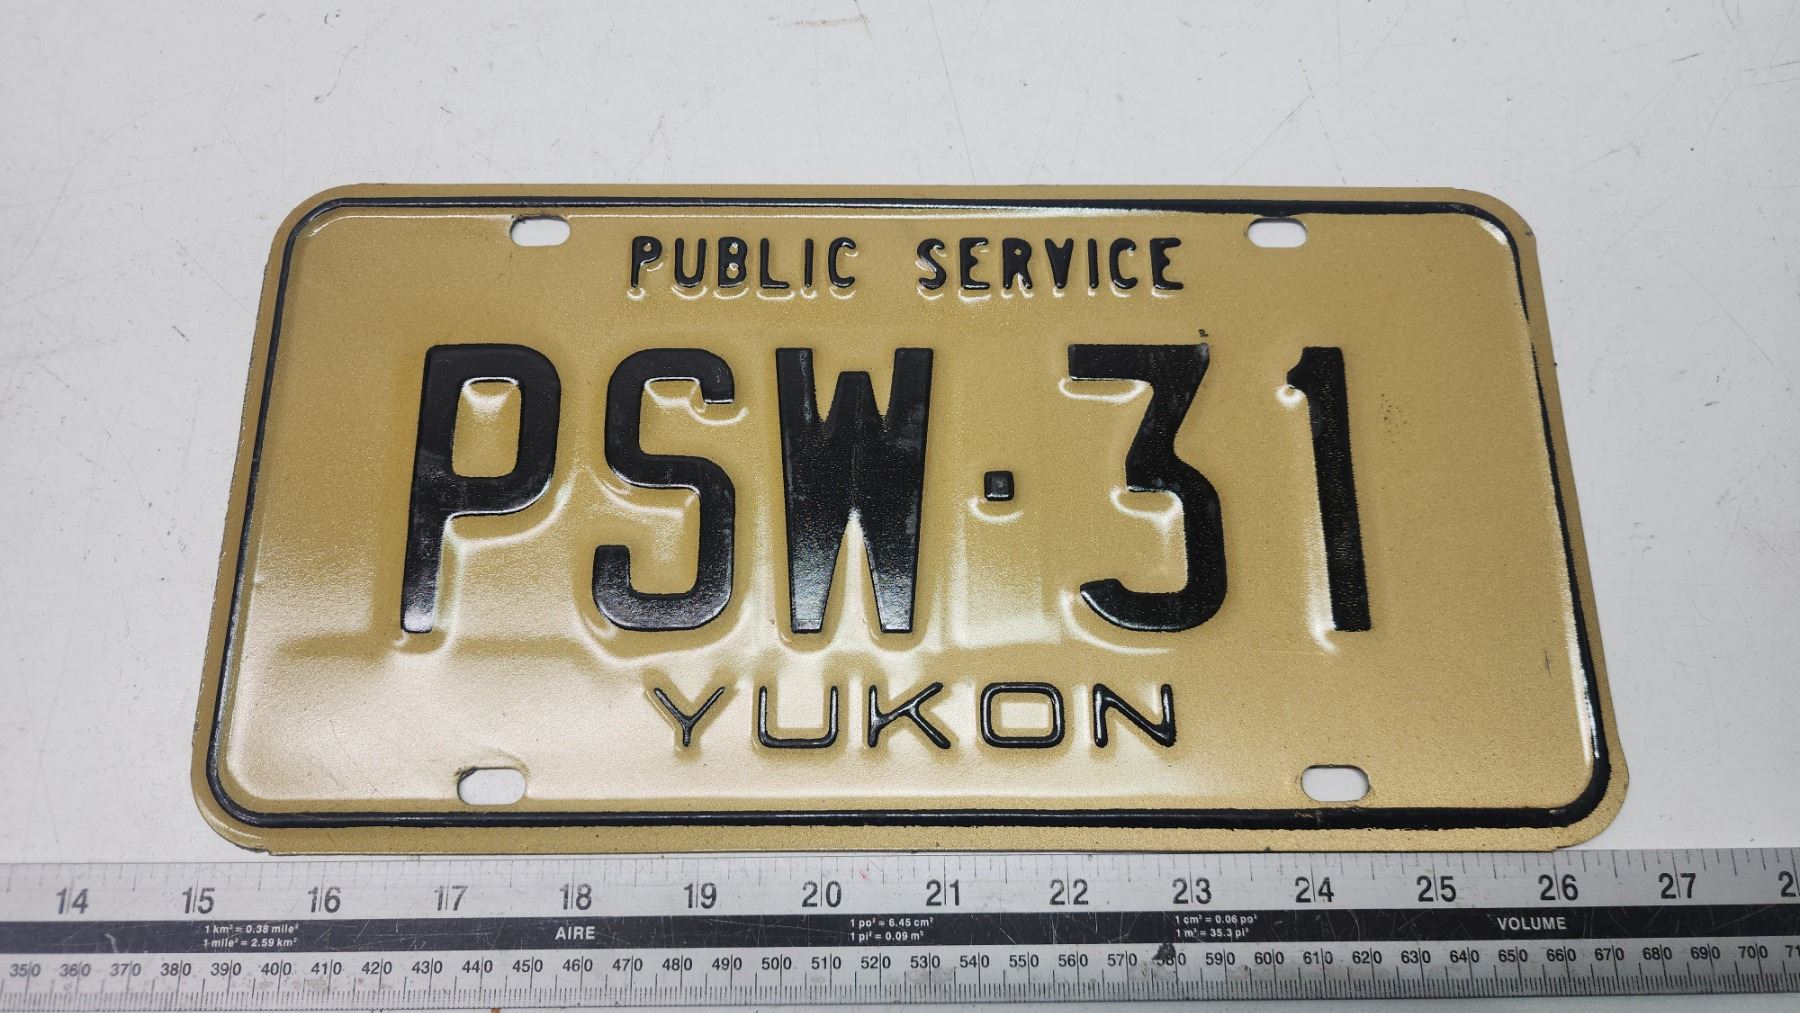 PUBLIC SERVICE
PSW·31
YUKON
14 15 16 17 18 19 20 21 22 23 24 25 26 27 2
1 km² = 0.38 mile² AIRE 1 po² = 6.45 cm² 1 cm³ = 0.06 po³ VOLUME
1 mile² = 2.59 km² 1 pi² = 0.09 m² 1 m³ = 35.3 pi³
350 360 370 380 390 400 410 420 430 440 450 460 470 480 490 500 510 520 530 540 550 560 570 580 590 600 610 620 630 640 650 660 670 680 690 700 71